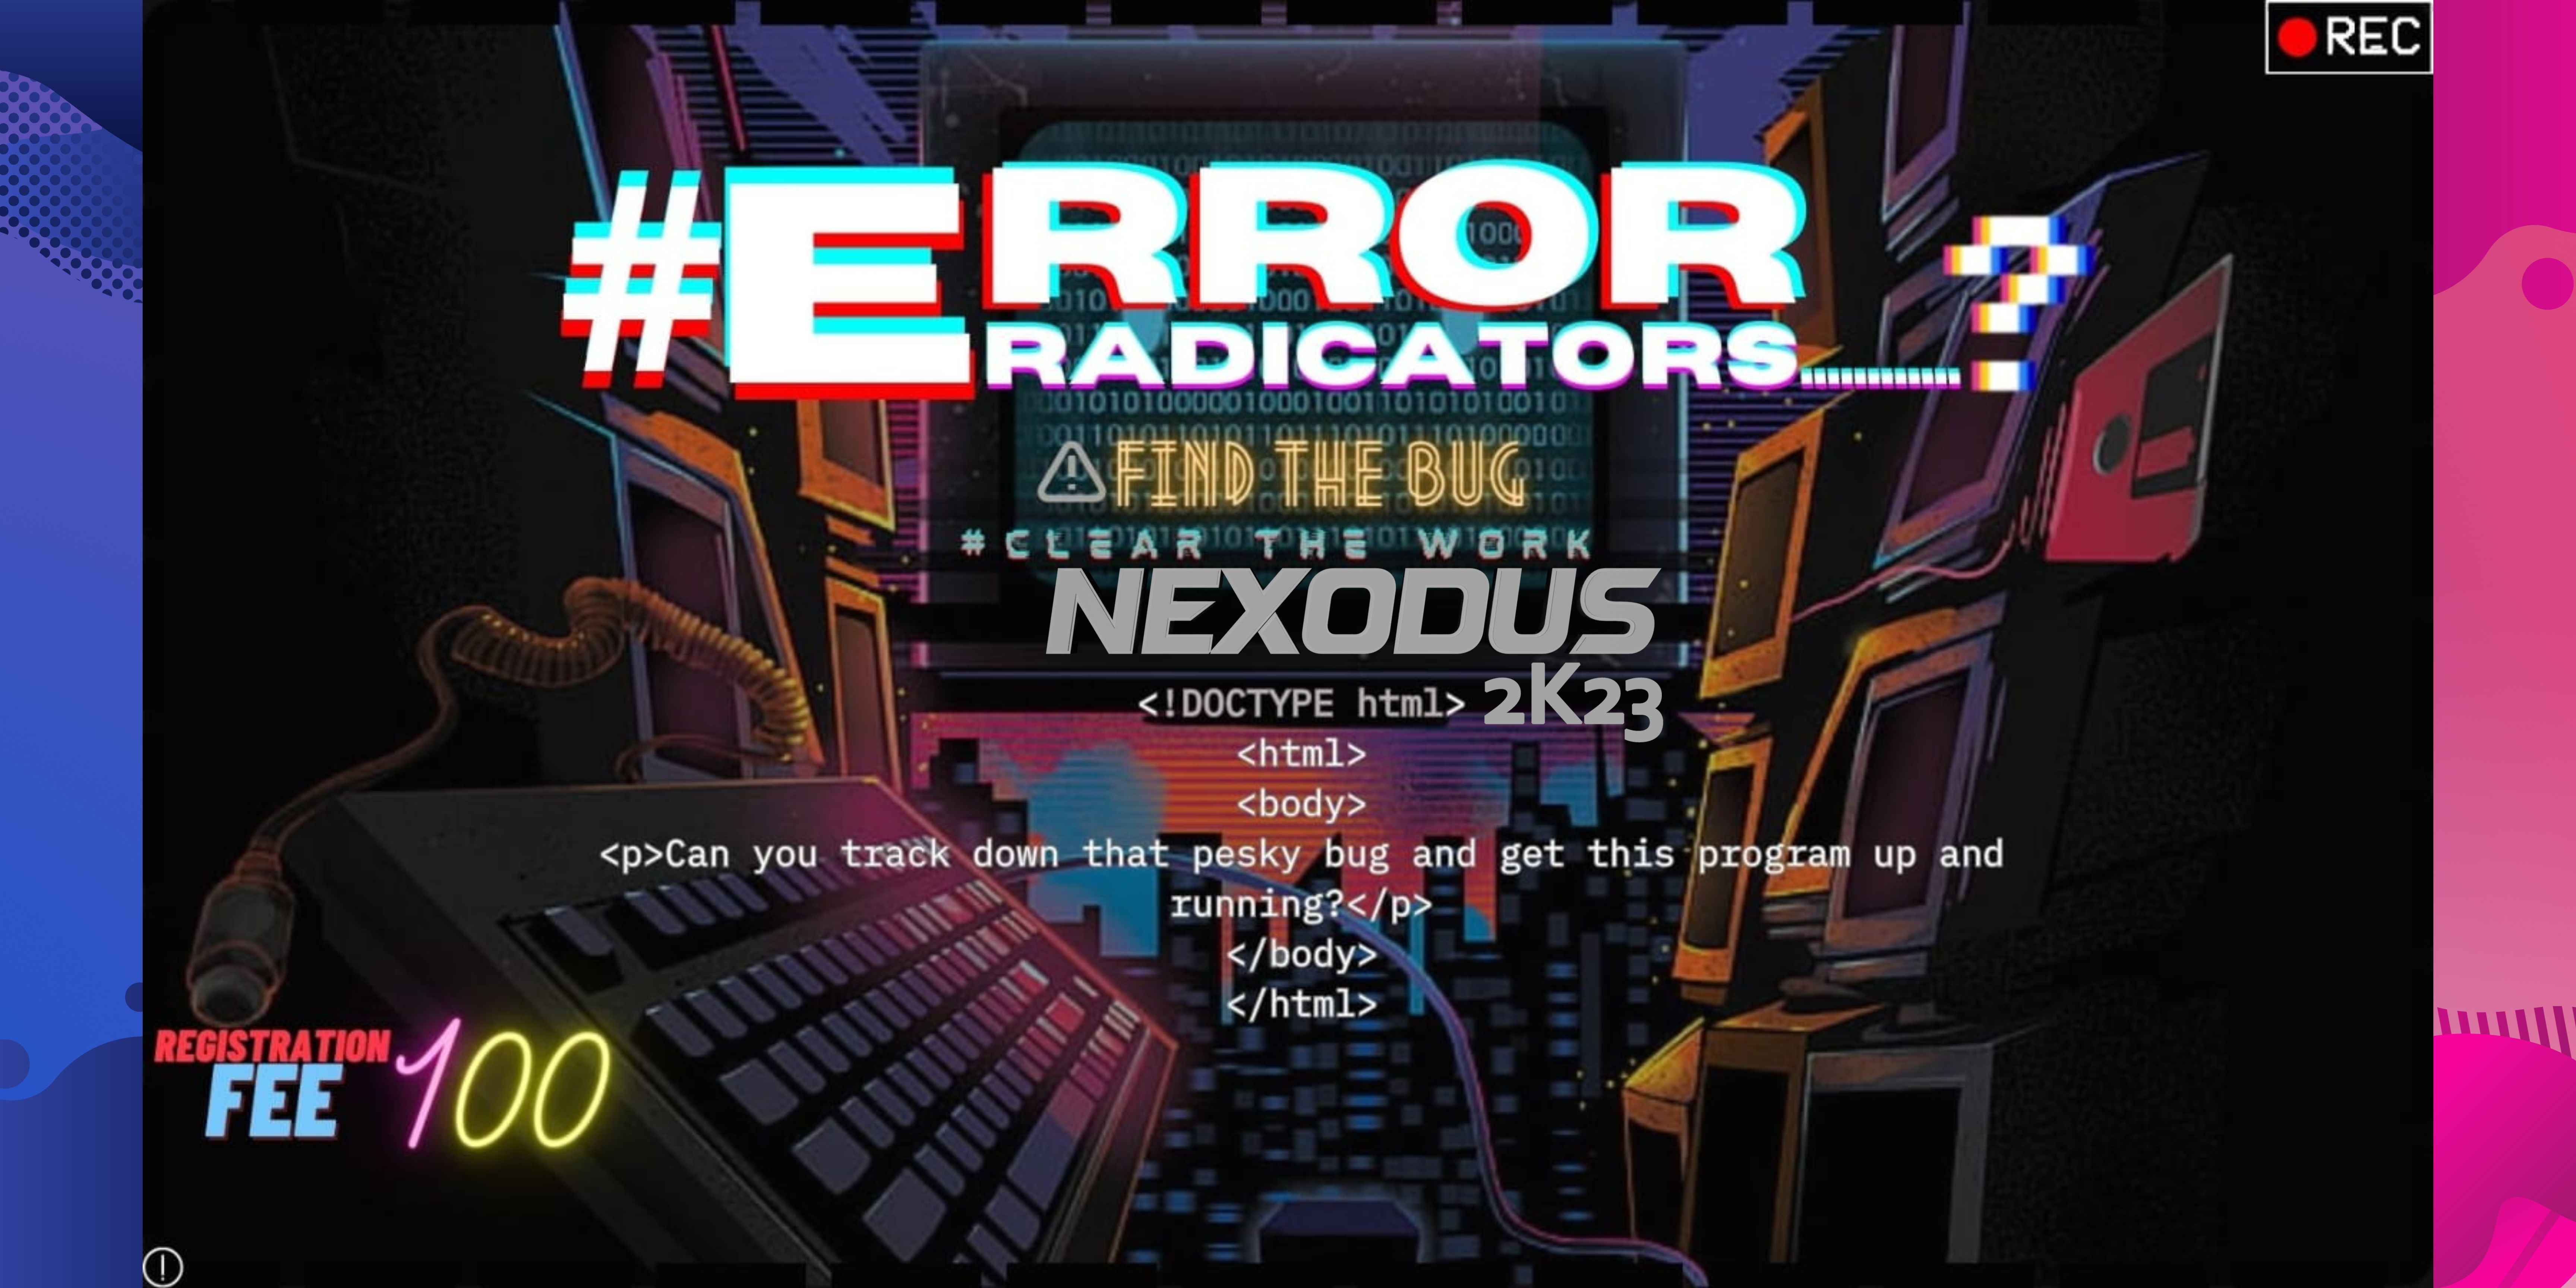 REC
#ERROR
ERADICATORS............?
FIND THE BUG
#CLEAR THE WORK
NEXODUS
2K23
<!DOCTYPE html>
<html>
<body>
<p>Can you track down that pesky bug and get this program up and
running?</p>
</body>
</html>
REGISTRATION
FEE 100